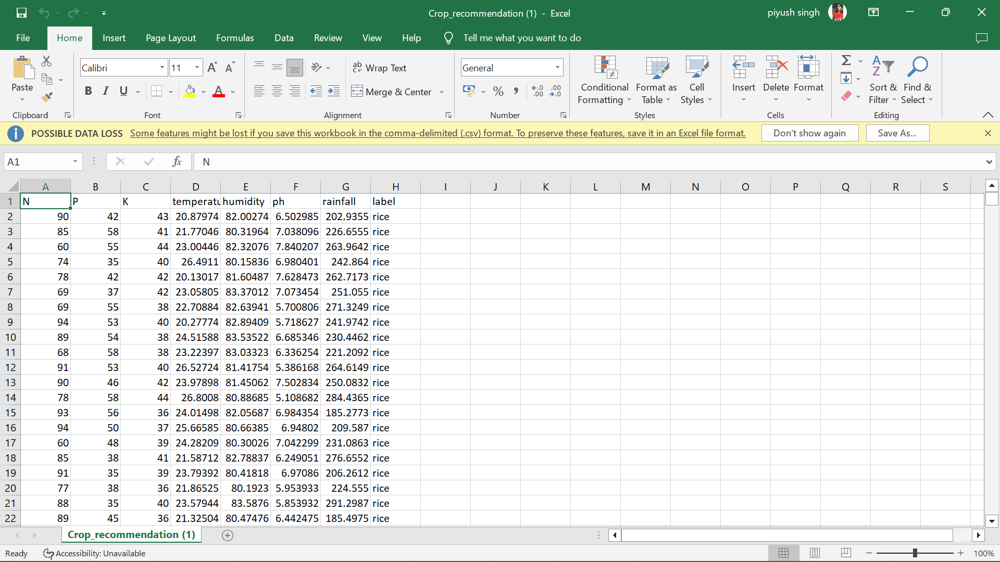 Crop_recommendation (1) - Excel
piyush singh
File Home Insert Page Layout Formulas Data Review View Help Tell me what you want to do
Calibri 11 A A ab Wrap Text General
Paste B I U A Merge & Center % , .00 .00 Conditional Formatting Format as Table Cell Styles Insert Delete Format Sort & Filter Find & Select
Clipboard Font Alignment Number Styles Cells Editing
POSSIBLE DATA LOSS Some features might be lost if you save this workbook in the comma-delimited (.csv) format. To preserve these features, save it in an Excel file format. Don't show again Save As...
A1 fx N
A B C D E F G H I J K L M N O P Q R S
1 N P K temperatu humidity ph rainfall label
2 90 42 43 20.87974 82.00274 6.502985 202.9355 rice
3 85 58 41 21.77046 80.31964 7.038096 226.6555 rice
4 60 55 44 23.00446 82.32076 7.840207 263.9642 rice
5 74 35 40 26.4911 80.15836 6.980401 242.864 rice
6 78 42 42 20.13017 81.60487 7.628473 262.7173 rice
7 69 37 42 23.05805 83.37012 7.073454 251.055 rice
8 69 55 38 22.70884 82.63941 5.700806 271.3249 rice
9 94 53 40 20.27774 82.89409 5.718627 241.9742 rice
10 89 54 38 24.51588 83.53522 6.685346 230.4462 rice
11 68 58 38 23.22397 83.03323 6.336254 221.2092 rice
12 91 53 40 26.52724 81.41754 5.386168 264.6149 rice
13 90 46 42 23.97898 81.45062 7.502834 250.0832 rice
14 78 58 44 26.8008 80.88685 5.108682 284.4365 rice
15 93 56 36 24.01498 82.05687 6.984354 185.2773 rice
16 94 50 37 25.66585 80.66385 6.94802 209.587 rice
17 60 48 39 24.28209 80.30026 7.042299 231.0863 rice
18 85 38 41 21.58712 82.78837 6.249051 276.6552 rice
19 91 35 39 23.79392 80.41818 6.97086 206.2612 rice
20 77 38 36 21.86525 80.1923 5.953933 224.555 rice
21 88 35 40 23.57944 83.5876 5.853932 291.2987 rice
22 89 45 36 21.32504 80.47476 6.442475 185.4975 rice
Crop_recommendation (1)
Ready Accessibility: Unavailable 100%